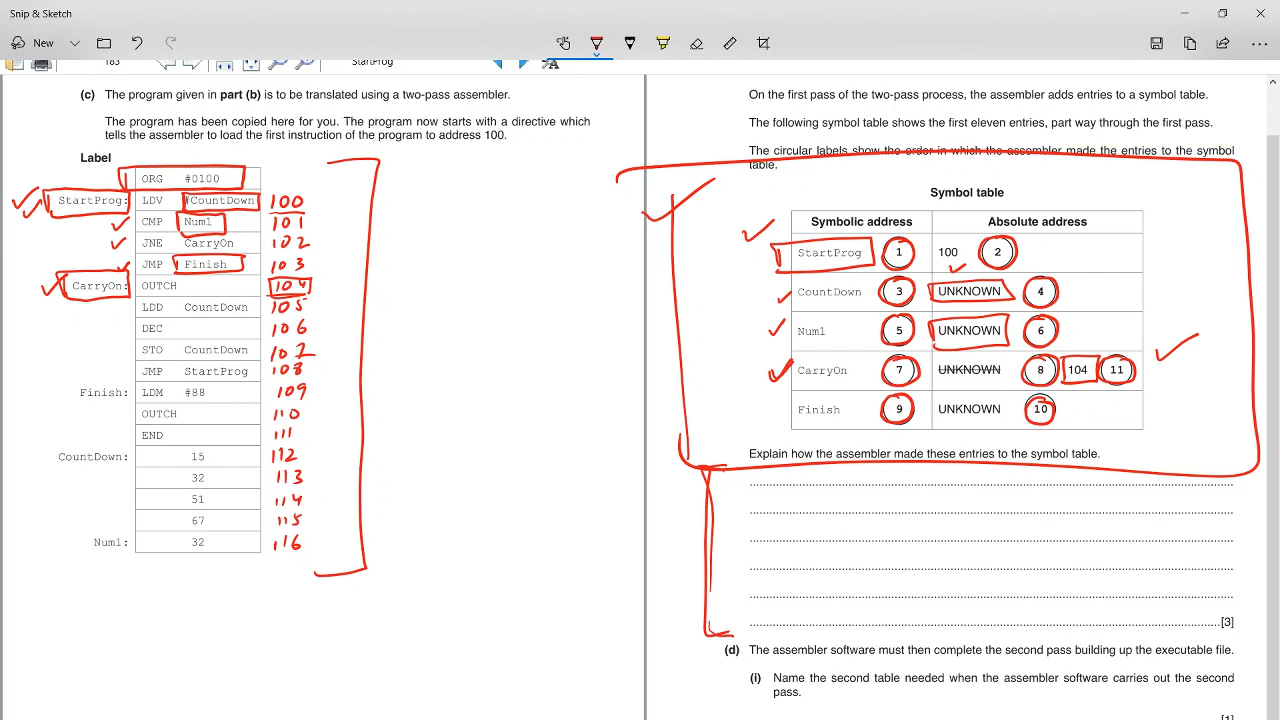 Snip & Sketch
New
183
StartProg
(c) The program given in part (b) is to be translated using a two-pass assembler.
The program has been copied here for you. The program now starts with a directive which
tells the assembler to load the first instruction of the program to address 100.
Label
ORG #0100
StartProg: LDV #CountDown 100
CMP Num1 101
JNE CarryOn 102
JMP Finish 103
CarryOn: OUTCH 104
LDD CountDown 105
DEC 106
STO CountDown 107
JMP StartProg 108
Finish: LDM #88 109
OUTCH 110
END 111
CountDown: 15 112
32 113
51 114
67 115
Num1: 32 116
On the first pass of the two-pass process, the assembler adds entries to a symbol table.
The following symbol table shows the first eleven entries, part way through the first pass.
The circular labels show the order in which the assembler made the entries to the symbol
table.
Symbol table
Symbolic address Absolute address
StartProg 1 100 2
CountDown 3 UNKNOWN 4
Num1 5 UNKNOWN 6
CarryOn 7 UNKNOWN 8 104 11
Finish 9 UNKNOWN 10
Explain how the assembler made these entries to the symbol table.
[3]
(d) The assembler software must then complete the second pass building up the executable file.
(i) Name the second table needed when the assembler software carries out the second
pass.